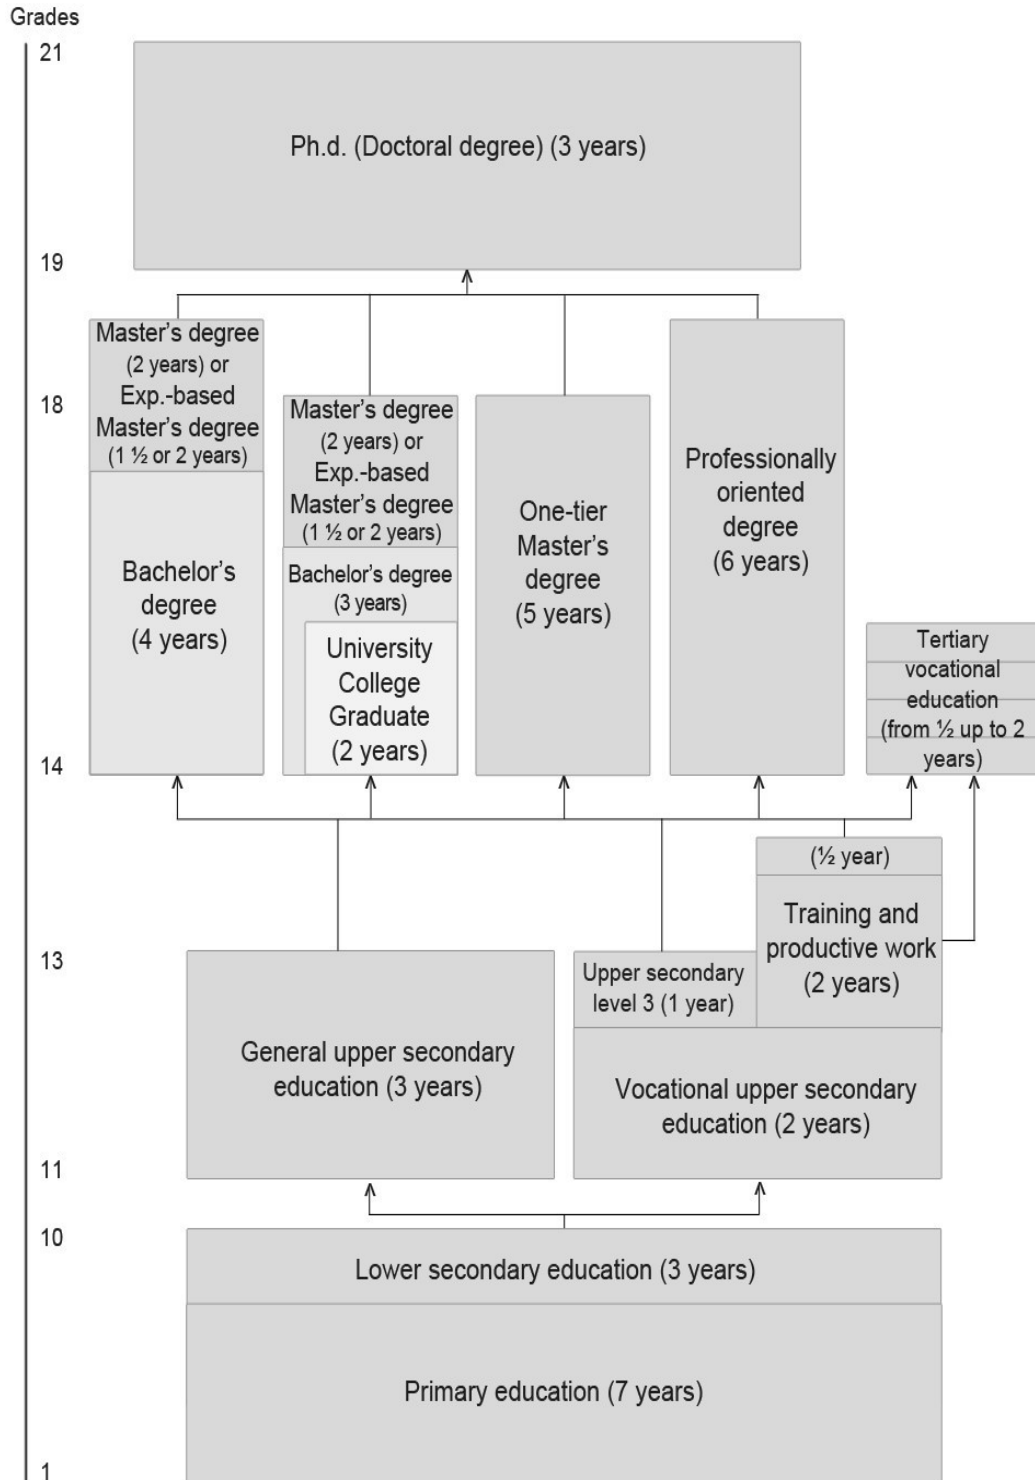 Grades
21
Ph.d. (Doctoral degree) (3 years)
19
Master's degree
(2 years) or
Exp.-based
Master's degree
(1 ½ or 2 years)
18
Master's degree
(2 years) or
Exp.-based
Master's degree
(1 ½ or 2 years)
Professionally
oriented
degree
(6 years)
One-tier
Master's
degree
(5 years)
Bachelor's
degree
(4 years)
Bachelor's degree
(3 years)
University
College
Graduate
(2 years)
Tertiary
vocational
education
(from ½ up to 2
years)
14
(½ year)
Training and
productive work
(2 years)
13
Upper secondary
level 3 (1 year)
General upper secondary
education (3 years)
Vocational upper secondary
education (2 years)
11
10
Lower secondary education (3 years)
Primary education (7 years)
1